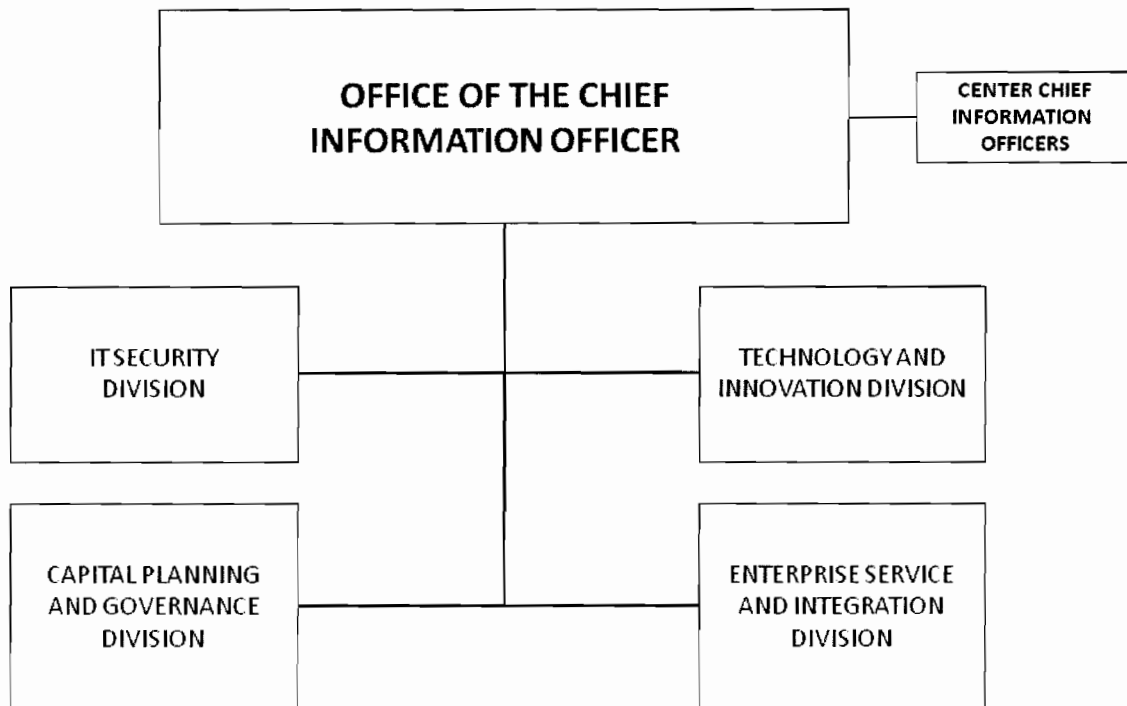 OFFICE OF THE CHIEF
INFORMATION OFFICER
CENTER CHIEF
INFORMATION
OFFICERS
IT SECURITY
DIVISION
TECHNOLOGY AND
INNOVATION DIVISION
CAPITAL PLANNING
AND GOVERNANCE
DIVISION
ENTERPRISE SERVICE
AND INTEGRATION
DIVISION